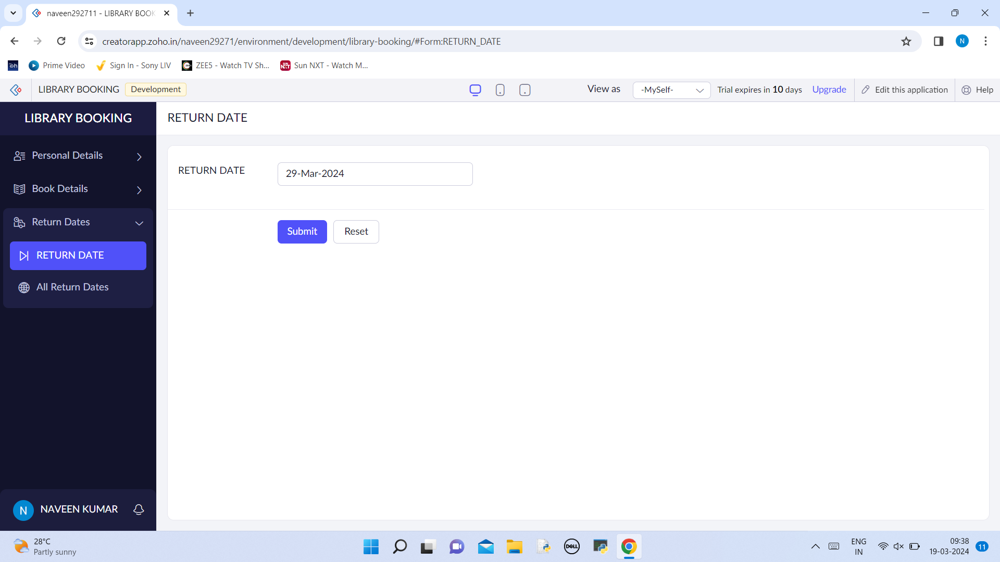 naveen292711 - LIBRARY BOOK
creatorapp.zoho.in/naveen29271/environment/development/library-booking/#Form:RETURN_DATE
N
Prime Video
Sign In - Sony LIV
ZEE5 - Watch TV Sh...
Sun NXT - Watch M...
LIBRARY BOOKING
Development
View as
-MySelf-
Trial expires in 10 days
Upgrade
Edit this application
Help
LIBRARY BOOKING
RETURN DATE
Personal Details
Book Details
Return Dates
RETURN DATE
All Return Dates
RETURN DATE
29-Mar-2024
Submit
Reset
N
NAVEEN KUMAR
28°C
Partly sunny
DELL
ENG
IN
09:38
19-03-2024
11